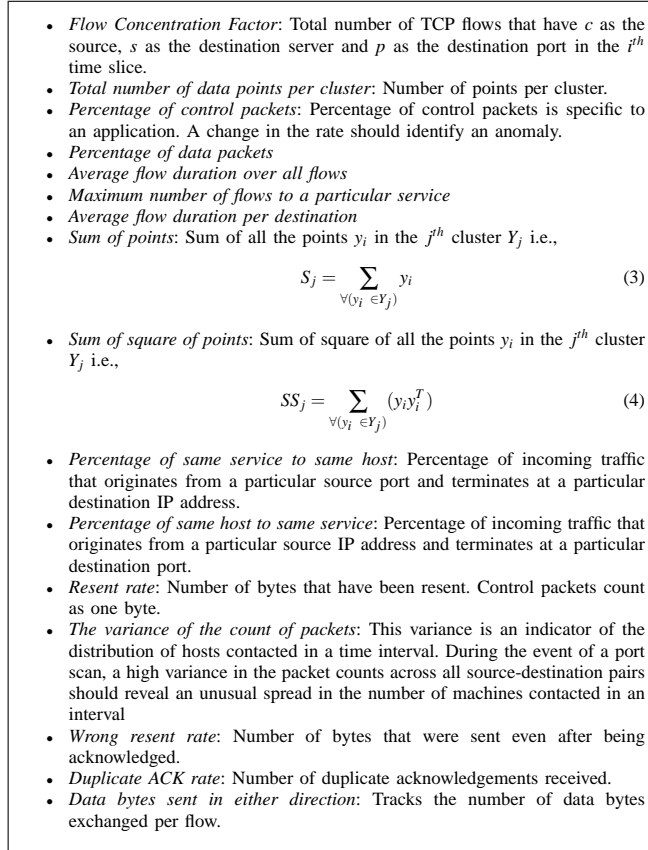 • Flow Concentration Factor: Total number of TCP flows that have c as the
source, s as the destination server and p as the destination port in the i^th
time slice.
• Total number of data points per cluster: Number of points per cluster.
• Percentage of control packets: Percentage of control packets is specific to
an application. A change in the rate should identify an anomaly.
• Percentage of data packets
• Average flow duration over all flows
• Maximum number of flows to a particular service
• Average flow duration per destination
• Sum of points: Sum of all the points y_i in the j^th cluster Y_j i.e.,
S_j = ∑_{∀(y_i ∈Y_j)} y_i (3)
• Sum of square of points: Sum of square of all the points y_i in the j^th cluster
Y_j i.e.,
SS_j = ∑_{∀(y_i ∈Y_j)} (y_i y_i^T) (4)
• Percentage of same service to same host: Percentage of incoming traffic
that originates from a particular source port and terminates at a particular
destination IP address.
• Percentage of same host to same service: Percentage of incoming traffic that
originates from a particular source IP address and terminates at a particular
destination port.
• Resent rate: Number of bytes that have been resent. Control packets count
as one byte.
• The variance of the count of packets: This variance is an indicator of the
distribution of hosts contacted in a time interval. During the event of a port
scan, a high variance in the packet counts across all source-destination pairs
should reveal an unusual spread in the number of machines contacted in an
interval
• Wrong resent rate: Number of bytes that were sent even after being
acknowledged.
• Duplicate ACK rate: Number of duplicate acknowledgements received.
• Data bytes sent in either direction: Tracks the number of data bytes
exchanged per flow.